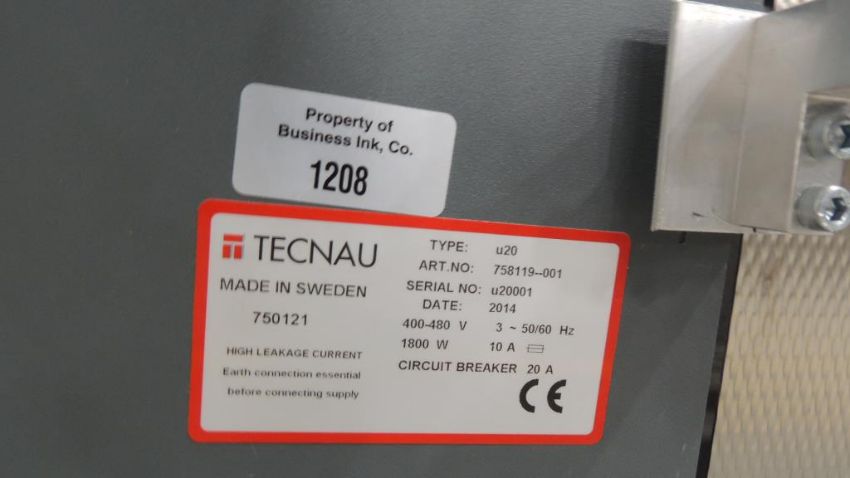 Property of
Business Ink, Co.
1208
TECNAU
MADE IN SWEDEN
750121
HIGH LEAKAGE CURRENT
Earth connection essential
before connecting supply
TYPE: u20
ART.NO: 758119--001
SERIAL NO: u20001
DATE: 2014
400-480 V 3 ~ 50/60 Hz
1800 W 10 A
CIRCUIT BREAKER 20 A
CE